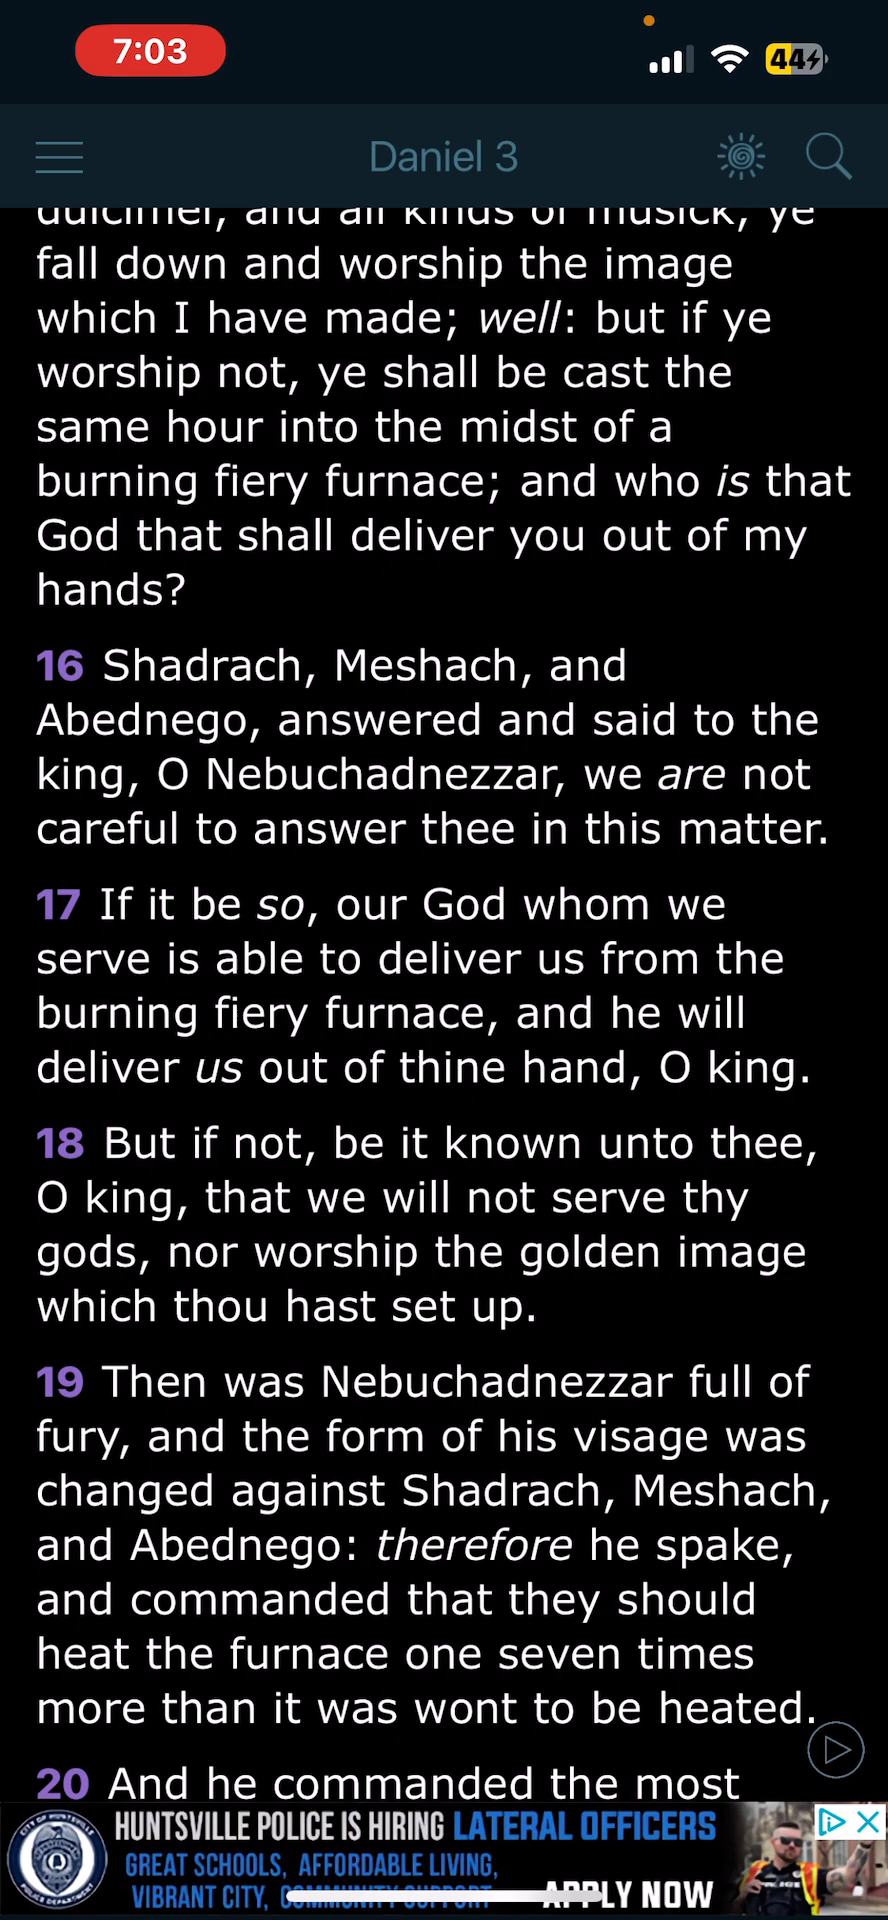 7:03
44
Daniel 3
dulcimer, and all kinds of musick, ye
fall down and worship the image
which I have made; well: but if ye
worship not, ye shall be cast the
same hour into the midst of a
burning fiery furnace; and who is that
God that shall deliver you out of my
hands?
16 Shadrach, Meshach, and
Abednego, answered and said to the
king, O Nebuchadnezzar, we are not
careful to answer thee in this matter.
17 If it be so, our God whom we
serve is able to deliver us from the
burning fiery furnace, and he will
deliver us out of thine hand, O king.
18 But if not, be it known unto thee,
O king, that we will not serve thy
gods, nor worship the golden image
which thou hast set up.
19 Then was Nebuchadnezzar full of
fury, and the form of his visage was
changed against Shadrach, Meshach,
and Abednego: therefore he spake,
and commanded that they should
heat the furnace one seven times
more than it was wont to be heated.
20 And he commanded the most
HUNTSVILLE POLICE IS HIRING LATERAL OFFICERS
GREAT SCHOOLS, AFFORDABLE LIVING,
VIBRANT CITY, COMMUNITY SUPPORT
APPLY NOW